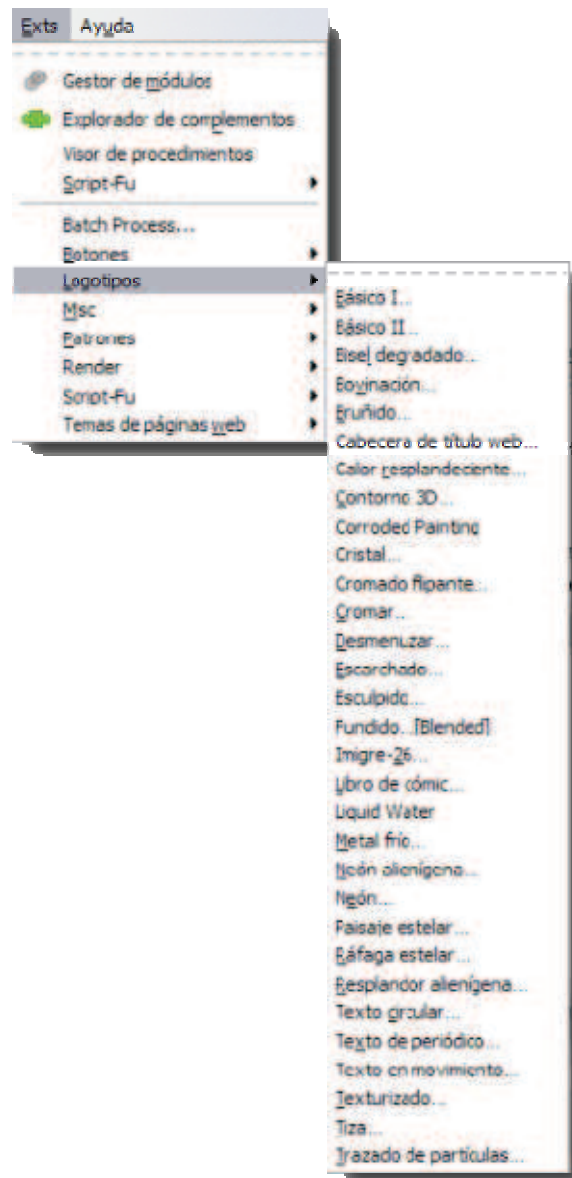 Exts Ayuda
Gestor de módulos
Explorador de complementos
Visor de procedimientos
Script-Fu
Batch Process...
Botones
Logotipos
Msc
Patrones
Render
Script-Fu
Temas de páginas web
Básico I...
Básico II...
Bisel degradado...
Bovinación...
Bruñido...
Cabecera de título web...
Calor resplandeciente...
Contorno 3D...
Corroded Painting
Cristal...
Cromado flipante...
Cromar...
Desmenuzar...
Escarchado...
Esculpido...
Fundido...[Blended]
Imigre-26...
Libro de cómic...
Liquid Water
Metal frío...
Neón alienígena...
Neón...
Paisaje estelar...
Ráfaga estelar...
Resplandor alienígena...
Texto circular...
Texto de periódico...
Texto en movimiento...
Texturizado...
Tiza...
Trazado de partículas...